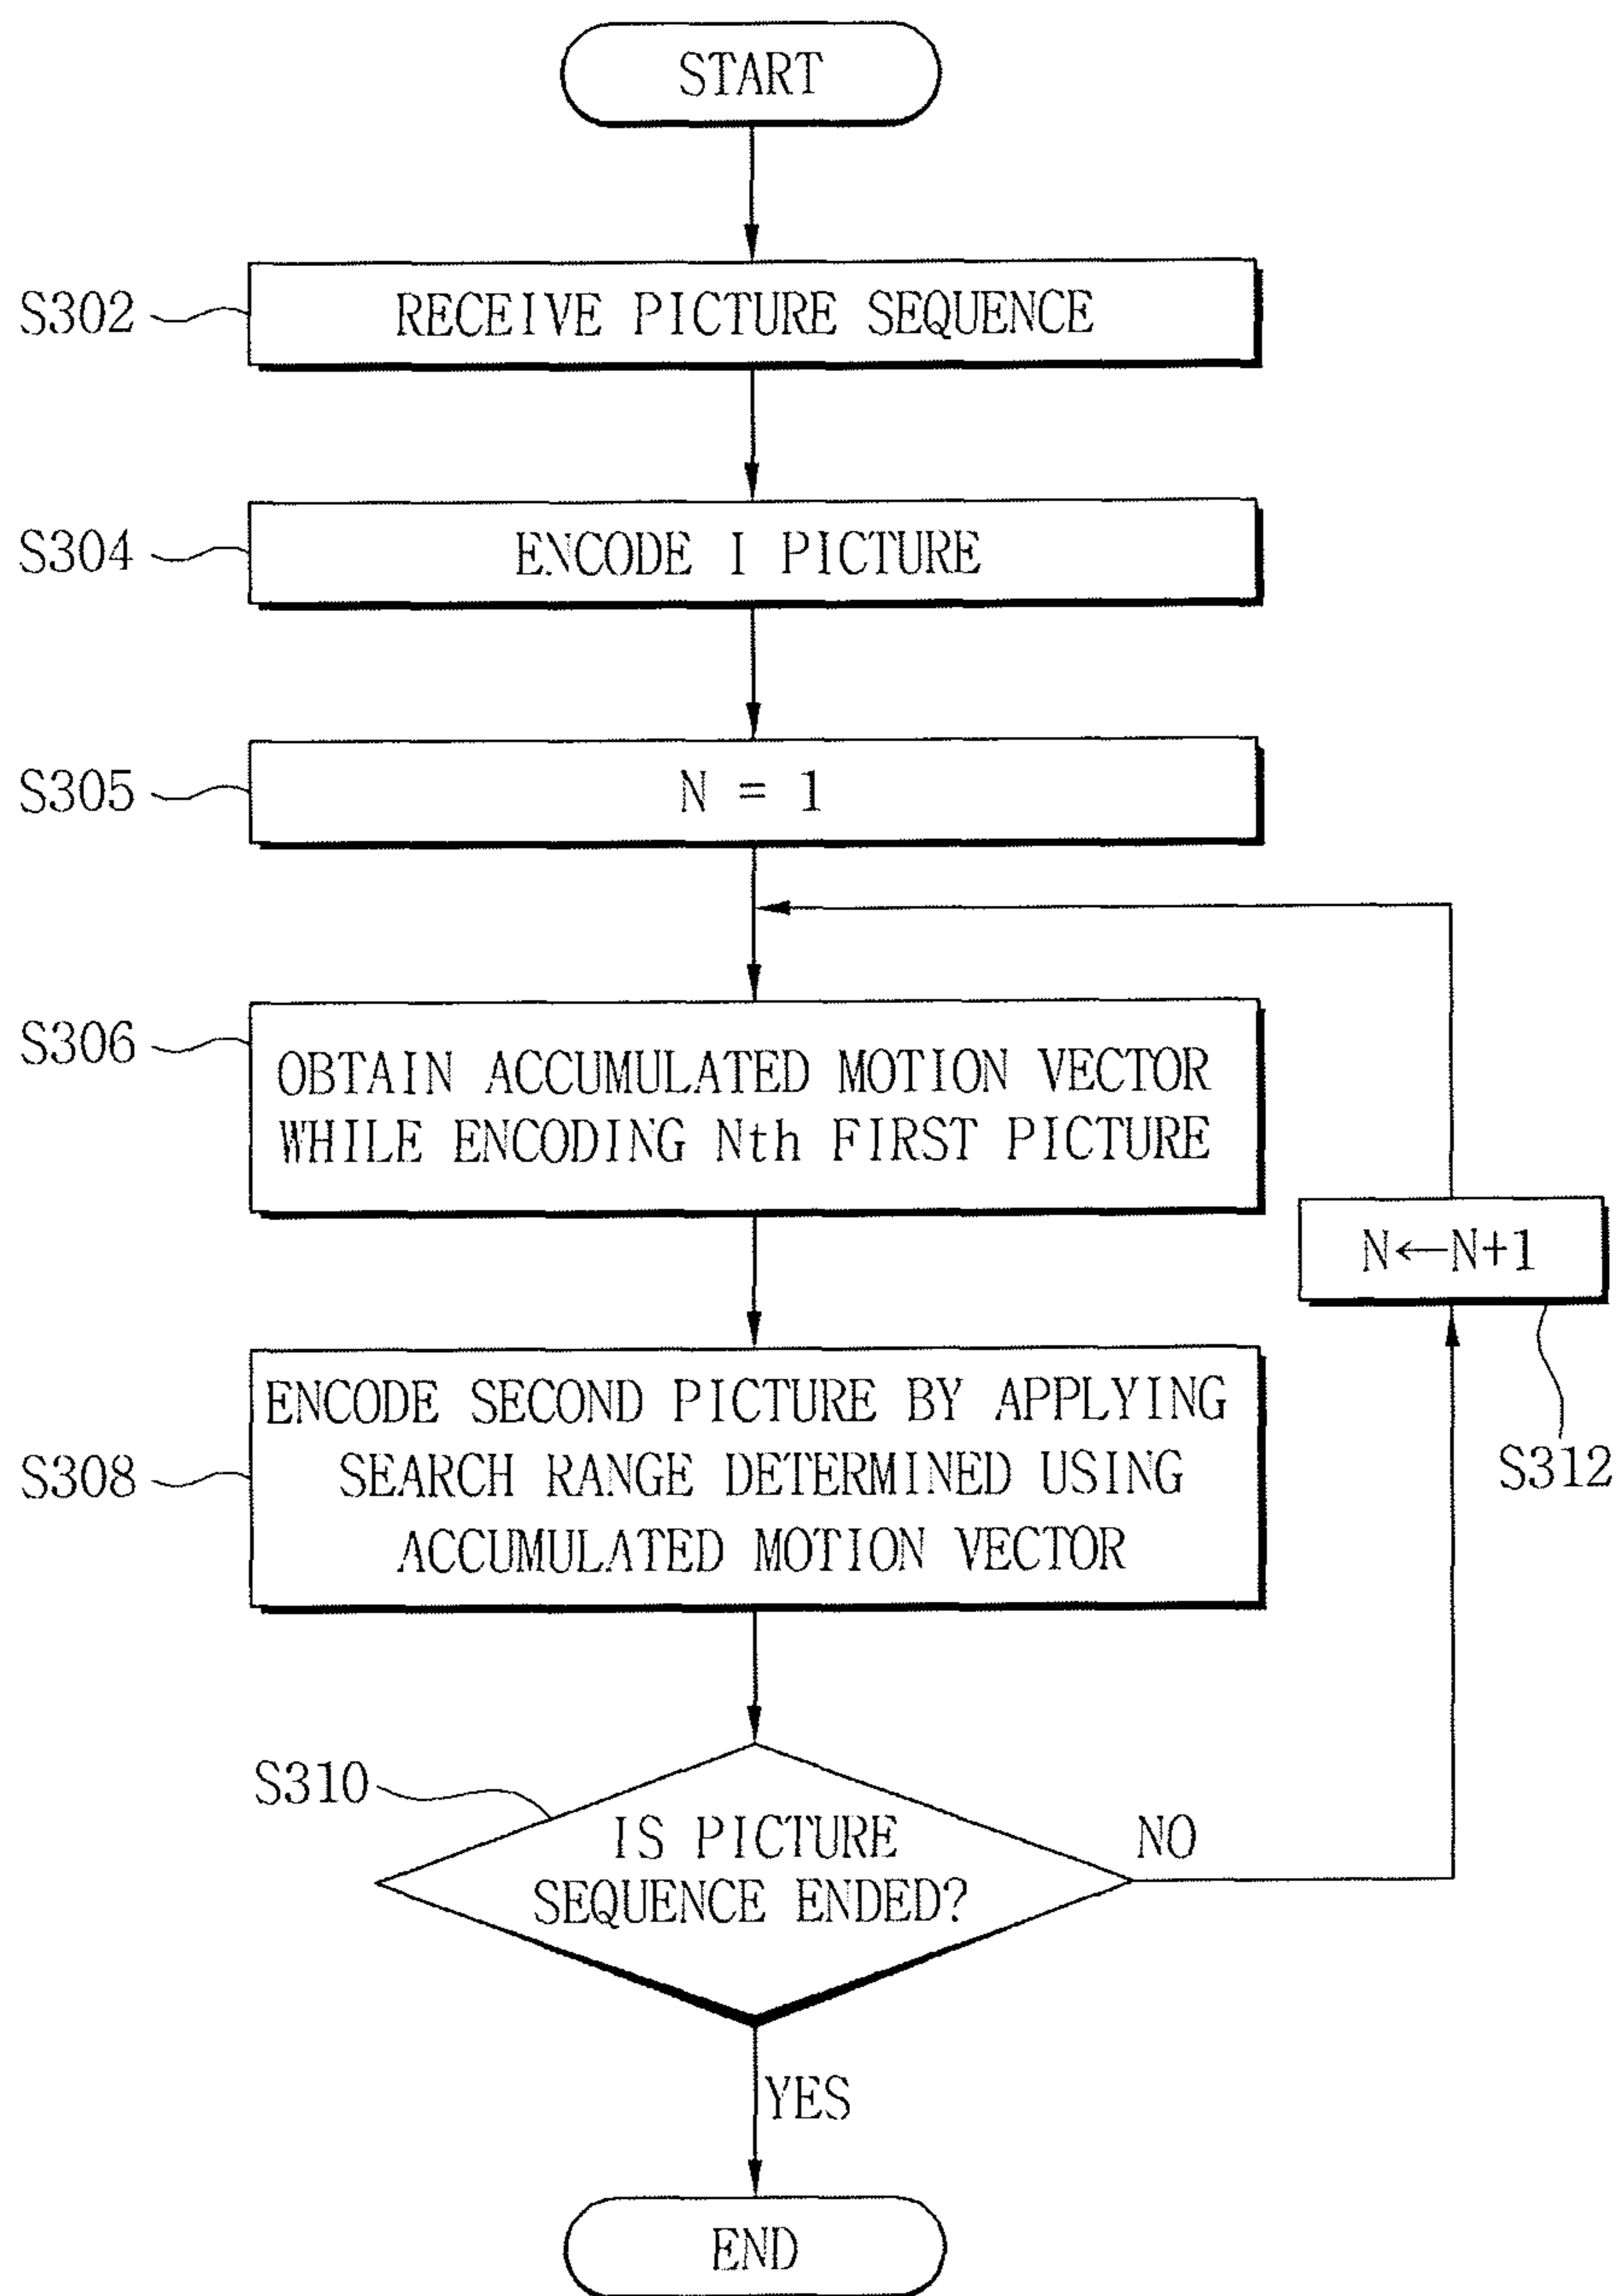 START
S302
RECEIVE PICTURE SEQUENCE
S304
ENCODE I PICTURE
S305
N = 1
S306
OBTAIN ACCUMULATED MOTION VECTOR
WHILE ENCODING Nth FIRST PICTURE
N←N+1
S312
S308
ENCODE SECOND PICTURE BY APPLYING
SEARCH RANGE DETERMINED USING
ACCUMULATED MOTION VECTOR
S310
IS PICTURE
SEQUENCE ENDED?
NO
YES
END